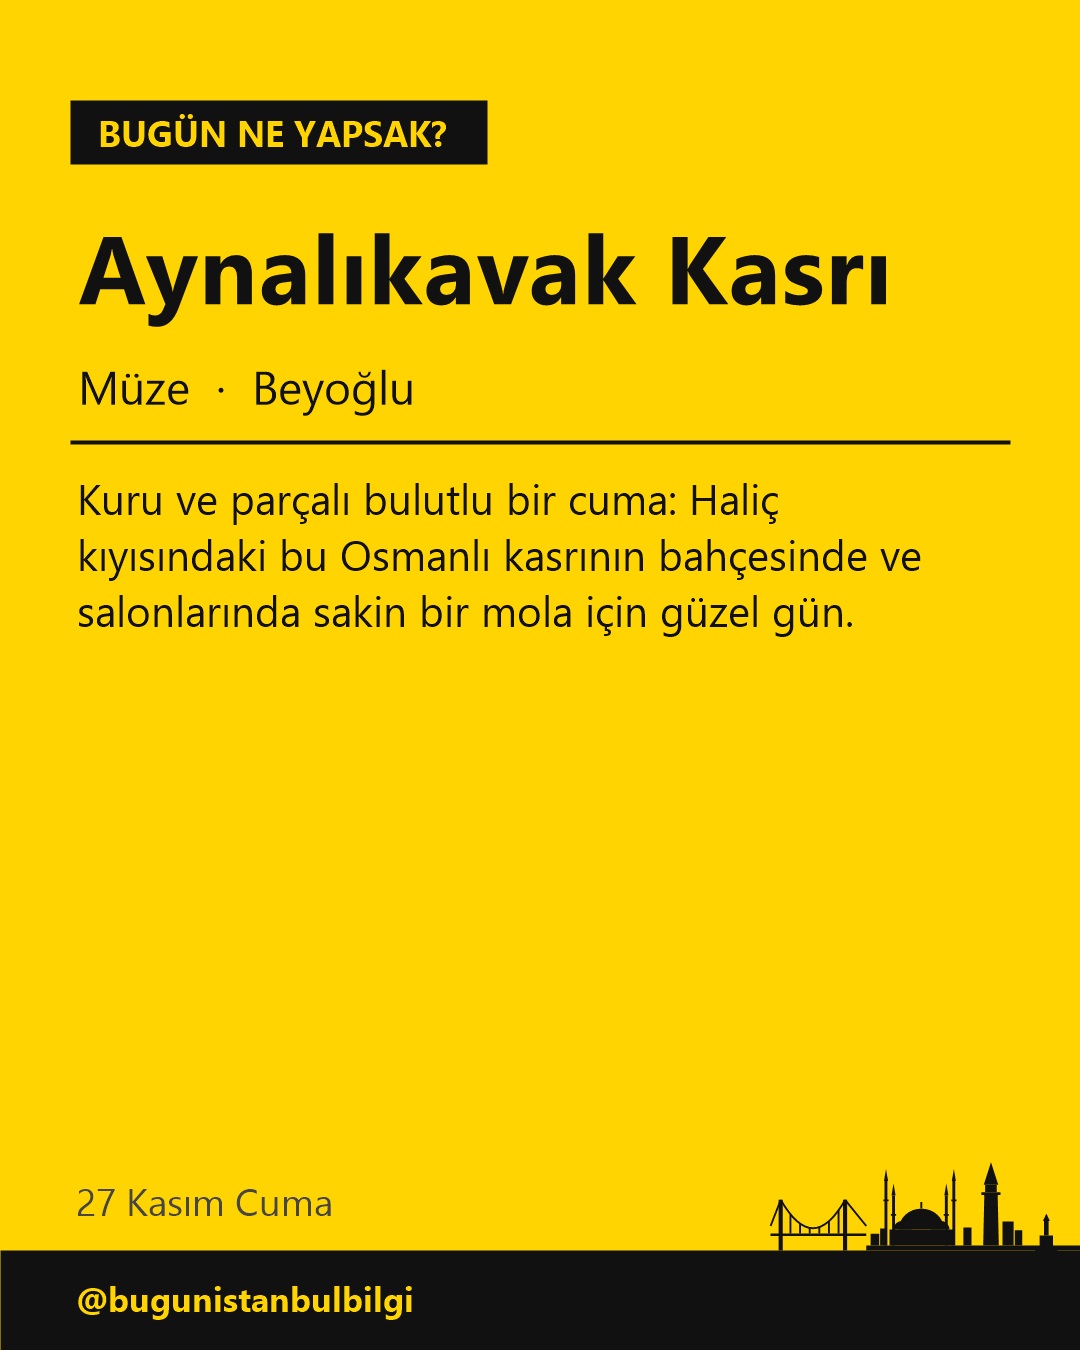 BUGÜN NE YAPSAK?
Aynalıkavak Kasrı
Müze · Beyoğlu
Kuru ve parçalı bulutlu bir cuma: Haliç
kıyısındaki bu Osmanlı kasrının bahçesinde ve
salonlarında sakin bir mola için güzel gün.
27 Kasım Cuma
@bugunistanbulbilgi